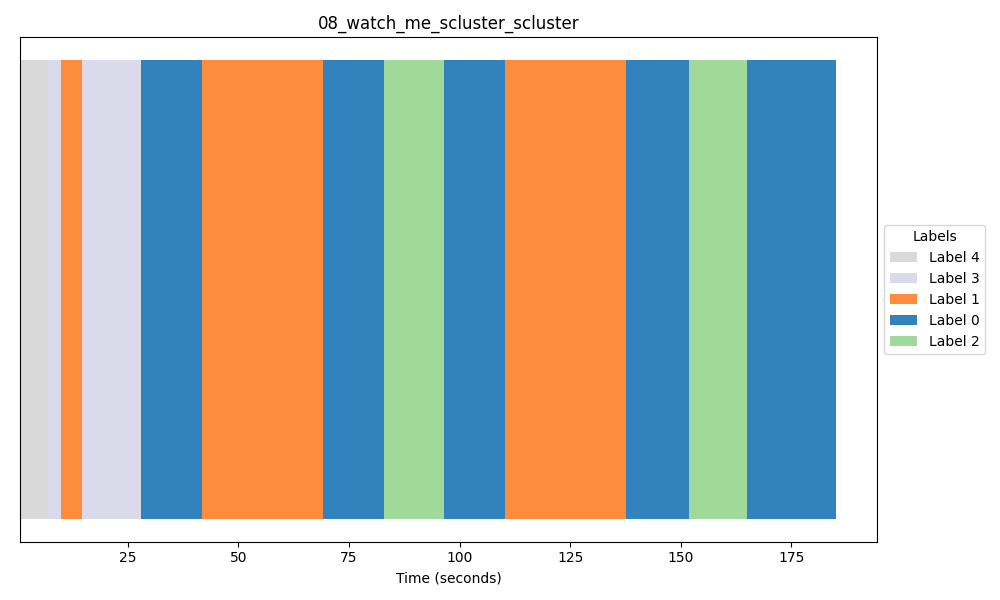 08_watch_me_scluster_scluster
Labels
Label 4
Label 3
Label 1
Label 0
Label 2
25 50 75 100 125 150 175
Time (seconds)